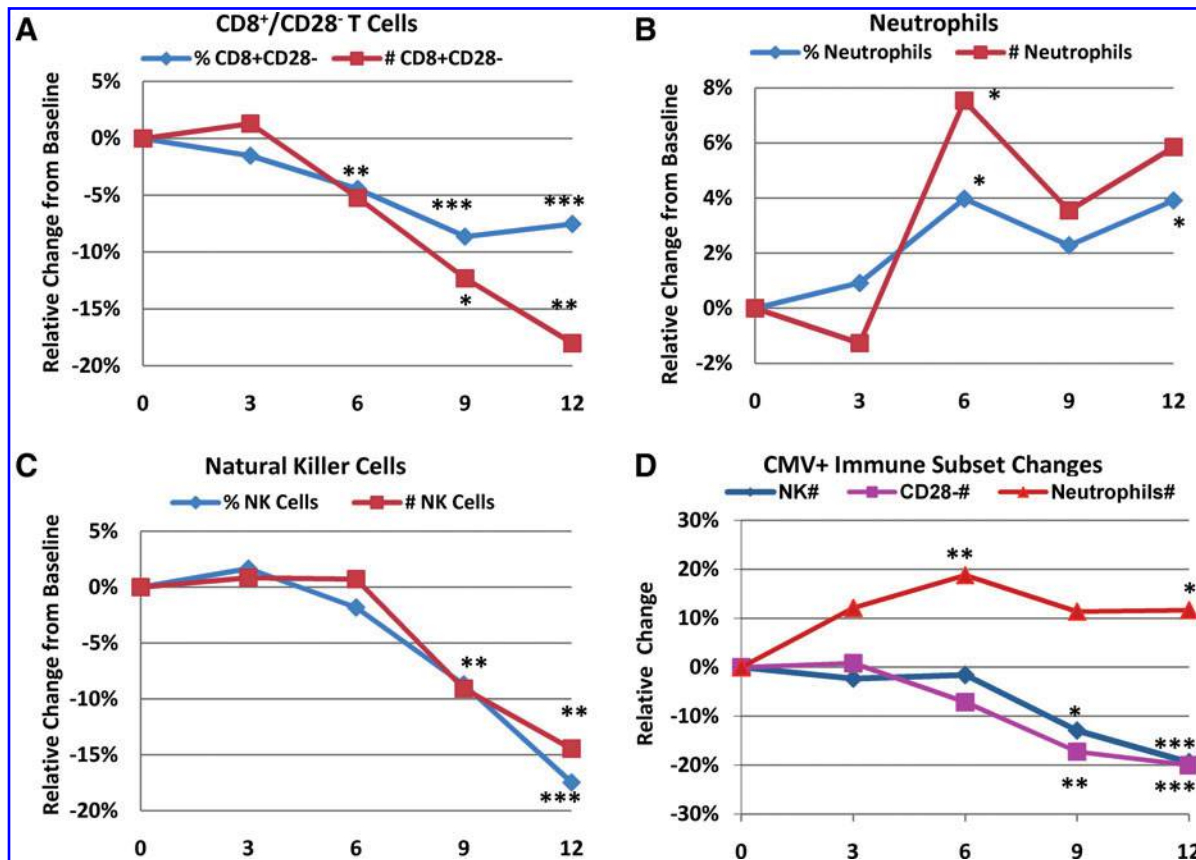 A
CD8⁺/CD28⁻ T Cells
% CD8+CD28-
# CD8+CD28-
Relative Change from Baseline
5%
0%
-5%
-10%
-15%
-20%
**
***
***
*
**
0 3 6 9 12
B
Neutrophils
% Neutrophils
# Neutrophils
Relative Change from Baseline
8%
6%
4%
2%
0%
-2%
*
*
*
0 3 6 9 12
C
Natural Killer Cells
% NK Cells
# NK Cells
Relative Change from Baseline
5%
0%
-5%
-10%
-15%
-20%
**
**
***
0 3 6 9 12
D
CMV+ Immune Subset Changes
NK#
CD28-#
Neutrophils#
Relative Change
30%
20%
10%
0%
-10%
-20%
-30%
**
*
*
***
**
***
0 3 6 9 12